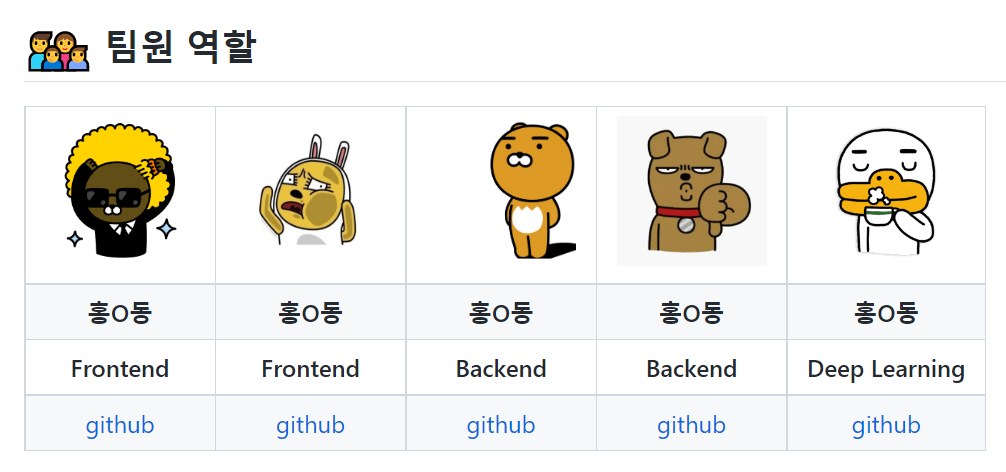 팀원 역할
홍O동 홍O동 홍O동 홍O동 홍O동
Frontend Frontend Backend Backend Deep Learning
github github github github github